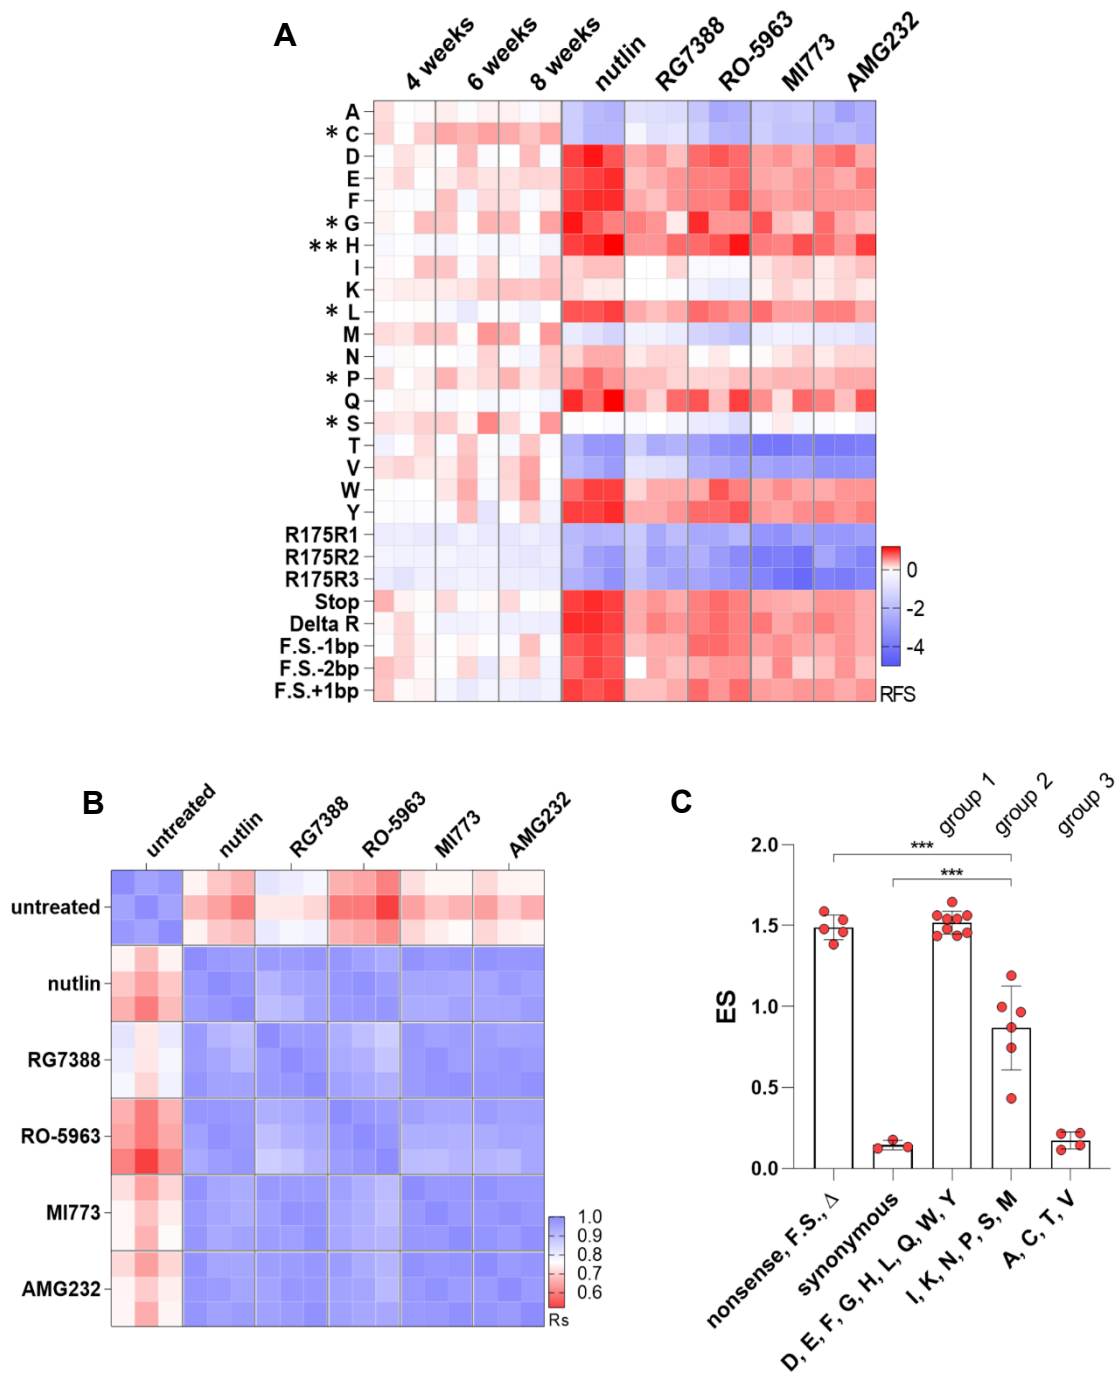 A
4 weeks
6 weeks
8 weeks
nutlin
RG7388
RO-5963
MI773
AMG232
A
* C
D
E
F
* G
** H
I
K
* L
M
N
* P
Q
* S
T
V
W
Y
R175R1
R175R2
R175R3
Stop
Delta R
F.S.-1bp
F.S.-2bp
F.S.+1bp
0
-2
-4
RFS
B
untreated
nutlin
RG7388
RO-5963
MI773
AMG232
untreated
nutlin
RG7388
RO-5963
MI773
AMG232
1.0
0.9
0.8
0.7
0.6
Rs
C
group 1
group 2
group 3
2.0
1.5
1.0
0.5
0.0
ES
***
***
nonsense, F.S., Δ
synonymous
D, E, F, G, H, L, Q, W, Y
I, K, N, P, S, M
A, C, T, V